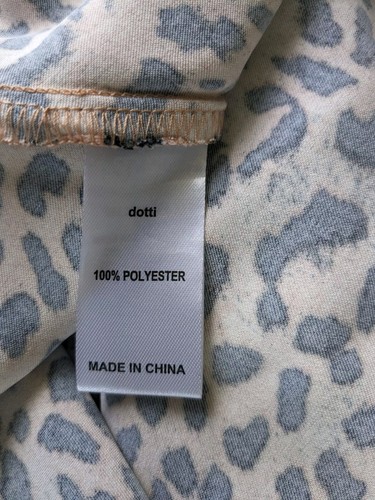 dotti
100% POLYESTER
MADE IN CHINA